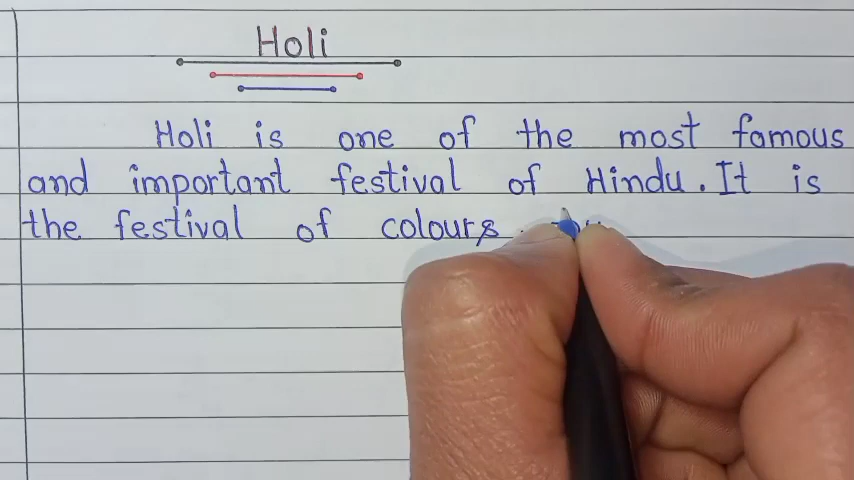 Holi
Holi is one of the most famous
and important festival of Hindu. It is
the festival of colours.